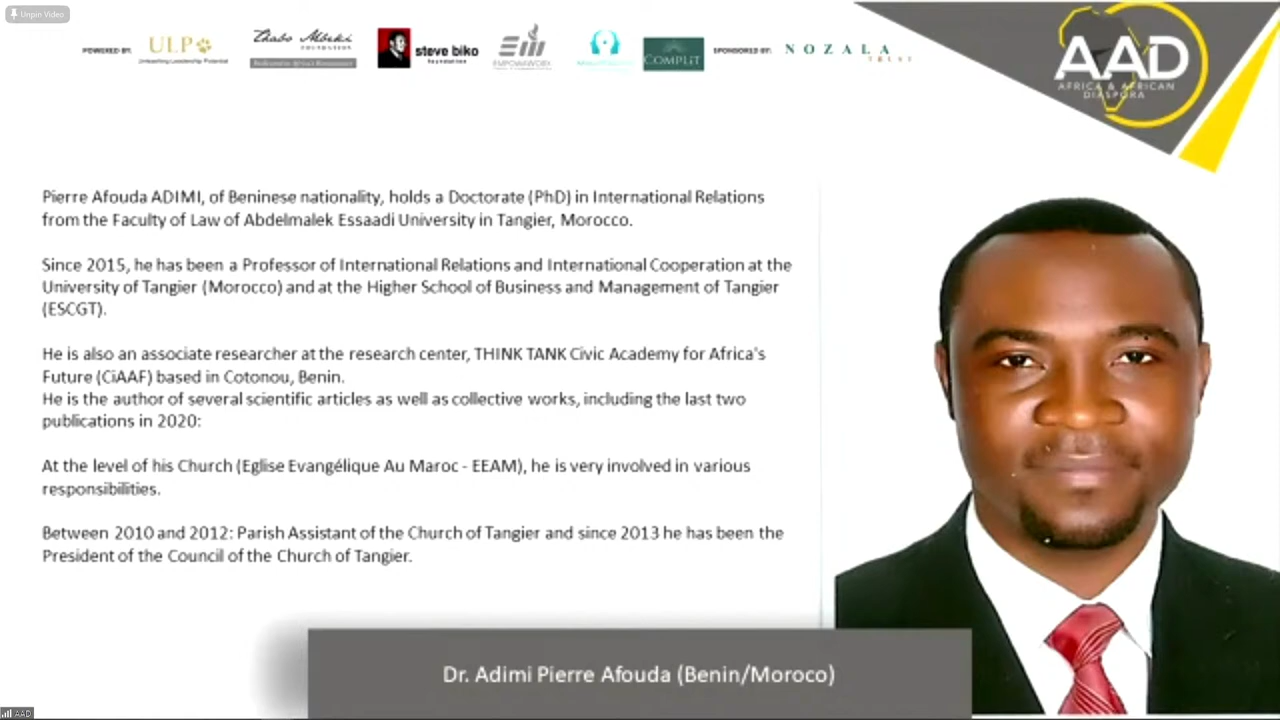 Unpin Video
POWERED BY:
ULP
Unleashing Leadership Potential
Thabo Mbeki
FOUNDATION
steve biko
foundation
EMPOWAWORX
COMPLIT
SPONSORED BY:
NOZALA
TRUST
AAD
AFRICA & AFRICAN
DIASPORA
Pierre Afouda ADIMI, of Beninese nationality, holds a Doctorate (PhD) in International Relations
from the Faculty of Law of Abdelmalek Essaadi University in Tangier, Morocco.
Since 2015, he has been a Professor of International Relations and International Cooperation at the
University of Tangier (Morocco) and at the Higher School of Business and Management of Tangier
(ESCGT).
He is also an associate researcher at the research center, THINK TANK Civic Academy for Africa's
Future (CiAAF) based in Cotonou, Benin.
He is the author of several scientific articles as well as collective works, including the last two
publications in 2020:
At the level of his Church (Eglise Evangélique Au Maroc - EEAM), he is very involved in various
responsibilities.
Between 2010 and 2012: Parish Assistant of the Church of Tangier and since 2013 he has been the
President of the Council of the Church of Tangier.
Dr. Adimi Pierre Afouda (Benin/Moroco)
AAD